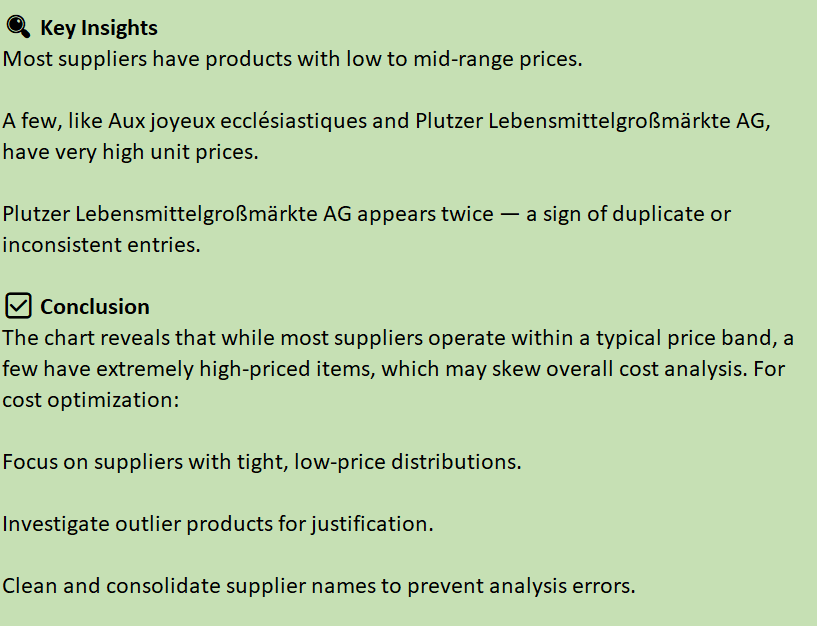 Key Insights
Most suppliers have products with low to mid-range prices.
A few, like Aux joyeux ecclésiastiques and Plutzer Lebensmittelgroßmärkte AG,
have very high unit prices.
Plutzer Lebensmittelgroßmärkte AG appears twice — a sign of duplicate or
inconsistent entries.
Conclusion
The chart reveals that while most suppliers operate within a typical price band, a
few have extremely high-priced items, which may skew overall cost analysis. For
cost optimization:
Focus on suppliers with tight, low-price distributions.
Investigate outlier products for justification.
Clean and consolidate supplier names to prevent analysis errors.